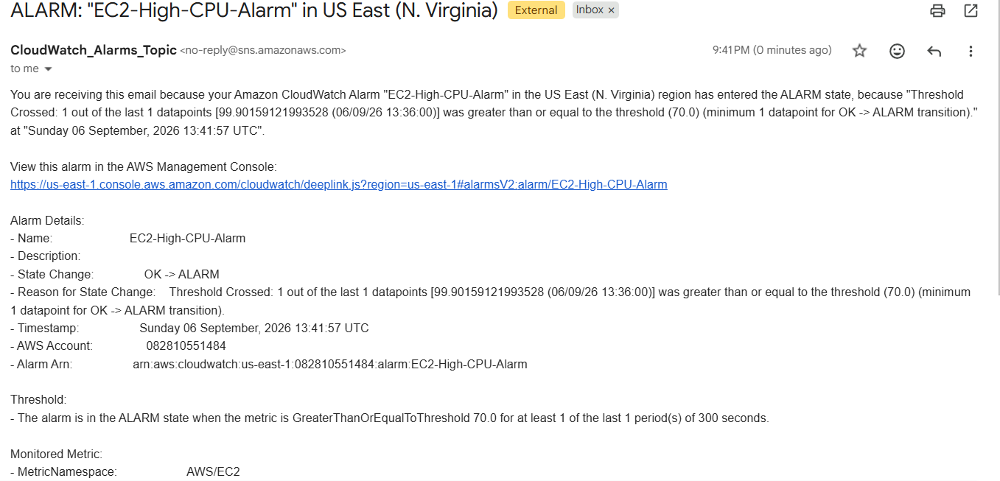 ALARM: "EC2-High-CPU-Alarm" in US East (N. Virginia) External Inbox ×
CloudWatch_Alarms_Topic <no-reply@sns.amazonaws.com> 9:41 PM (0 minutes ago)
to me
You are receiving this email because your Amazon CloudWatch Alarm "EC2-High-CPU-Alarm" in the US East (N. Virginia) region has entered the ALARM state, because "Threshold
Crossed: 1 out of the last 1 datapoints [99.90159121993528 (06/09/26 13:36:00)] was greater than or equal to the threshold (70.0) (minimum 1 datapoint for OK -> ALARM transition)."
at "Sunday 06 September, 2026 13:41:57 UTC".
View this alarm in the AWS Management Console:
https://us-east-1.console.aws.amazon.com/cloudwatch/deeplink.js?region=us-east-1#alarmsV2:alarm/EC2-High-CPU-Alarm
Alarm Details:
- Name: EC2-High-CPU-Alarm
- Description:
- State Change: OK -> ALARM
- Reason for State Change: Threshold Crossed: 1 out of the last 1 datapoints [99.90159121993528 (06/09/26 13:36:00)] was greater than or equal to the threshold (70.0) (minimum
1 datapoint for OK -> ALARM transition).
- Timestamp: Sunday 06 September, 2026 13:41:57 UTC
- AWS Account: 082810551484
- Alarm Arn: arn:aws:cloudwatch:us-east-1:082810551484:alarm:EC2-High-CPU-Alarm
Threshold:
- The alarm is in the ALARM state when the metric is GreaterThanOrEqualToThreshold 70.0 for at least 1 of the last 1 period(s) of 300 seconds.
Monitored Metric:
- MetricNamespace: AWS/EC2